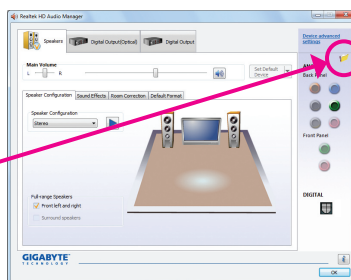 Realtek HD Audio Manager
Speakers
Digital Output(Optical)
Digital Output
Device advanced
settings
Main Volume
L
R
Set Default
Device
Back Panel
Speaker Configuration
Sound Effects
Room Correction
Default Format
Speaker Configuration
Stereo
Front Panel
Full-range Speakers
Front left and right
Surround speakers
DIGITAL
GIGABYTE
TECHNOLOGY
OK